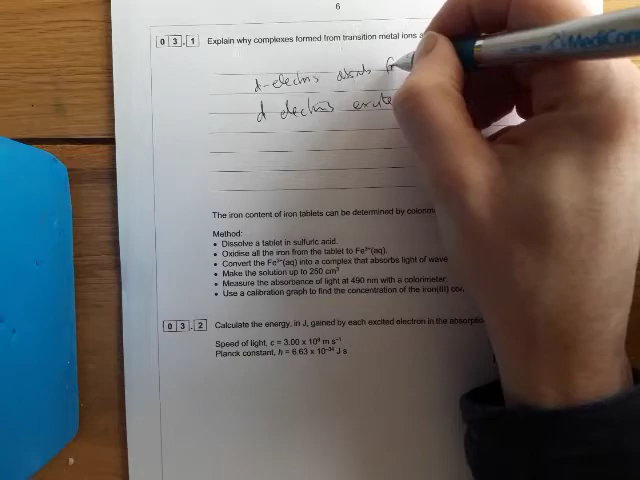 6
03.1 Explain why complexes formed from transition metal ions a
d-electrons absorb
d electrons excite
The iron content of iron tablets can be determined by colorim
Method:
• Dissolve a tablet in sulfuric acid.
• Oxidise all the iron from the tablet to Fe³⁺(aq).
• Convert the Fe³⁺(aq) into a complex that absorbs light of wave
• Make the solution up to 250 cm³
• Measure the absorbance of light at 490 nm with a colorimeter.
• Use a calibration graph to find the concentration of the iron(III) co
03.2 Calculate the energy, in J, gained by each excited electron in the absorptio
Speed of light, c = 3.00 x 10⁸ m s⁻¹
Planck constant, h = 6.63 x 10⁻³⁴ J s
MediCom